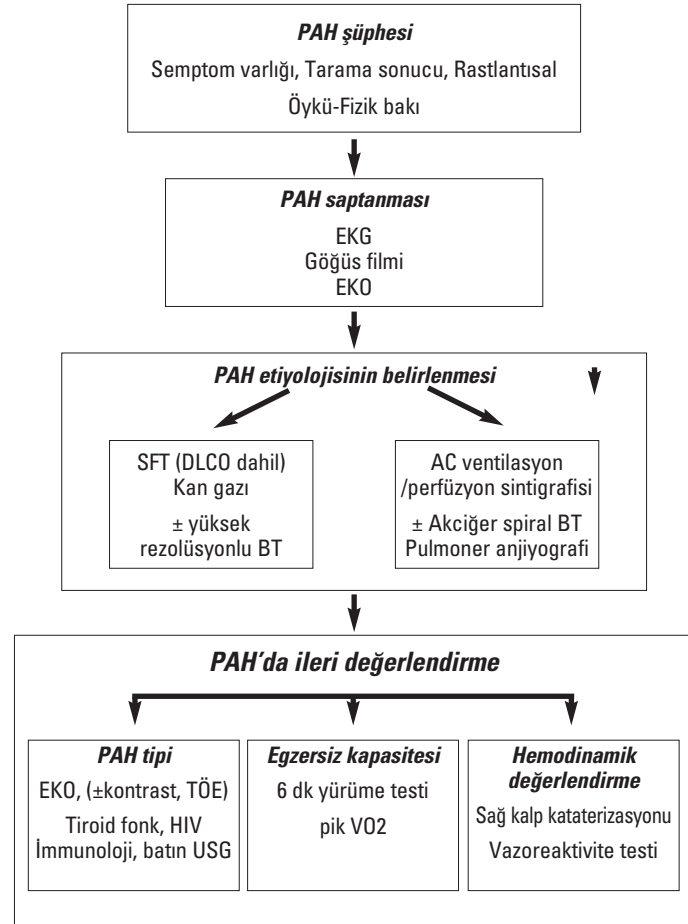 PAH şüphesi
Semptom varlığı, Tarama sonucu, Rastlantısal
Öykü-Fizik bakı
PAH saptanması
EKG
Göğüs filmi
EKO
PAH etiyolojisinin belirlenmesi
SFT (DLCO dahil)
Kan gazı
± yüksek
rezolüsyonlu BT
AC ventilasyon
/perfüzyon sintigrafisi
± Akciğer spiral BT
Pulmoner anjiyografi
PAH’da ileri değerlendirme
PAH tipi
EKO, (±kontrast, TÖE)
Tiroid fonk, HIV
İmmunoloji, batın USG
Egzersiz kapasitesi
6 dk yürüme testi
pik VO2
Hemodinamik
değerlendirme
Sağ kalp kataterizasyonu
Vazoreaktivite testi